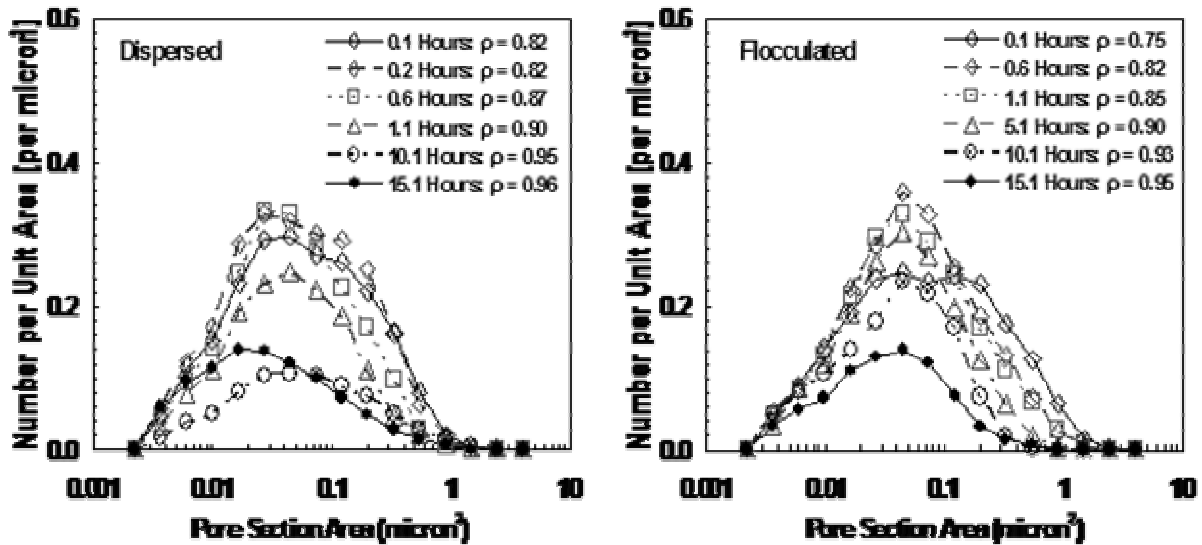 0.6
Dispersed
0.1 Hours: ρ = 0.82
0.2 Hours: ρ = 0.82
0.6 Hours: ρ = 0.87
1.1 Hours: ρ = 0.90
10.1 Hours: ρ = 0.95
15.1 Hours: ρ = 0.96
0.4
0.2
0.0
Number per Unit Area [per micron]
0.001 0.01 0.1 1 10
Pore Section Area (micron²)
0.6
Flocculated
0.1 Hours: ρ = 0.75
0.6 Hours: ρ = 0.82
1.1 Hours: ρ = 0.85
5.1 Hours: ρ = 0.90
10.1 Hours: ρ = 0.93
15.1 Hours: ρ = 0.95
0.4
0.2
0.0
Number per Unit Area [per micron]
0.001 0.01 0.1 1 10
Pore Section Area (micron²)